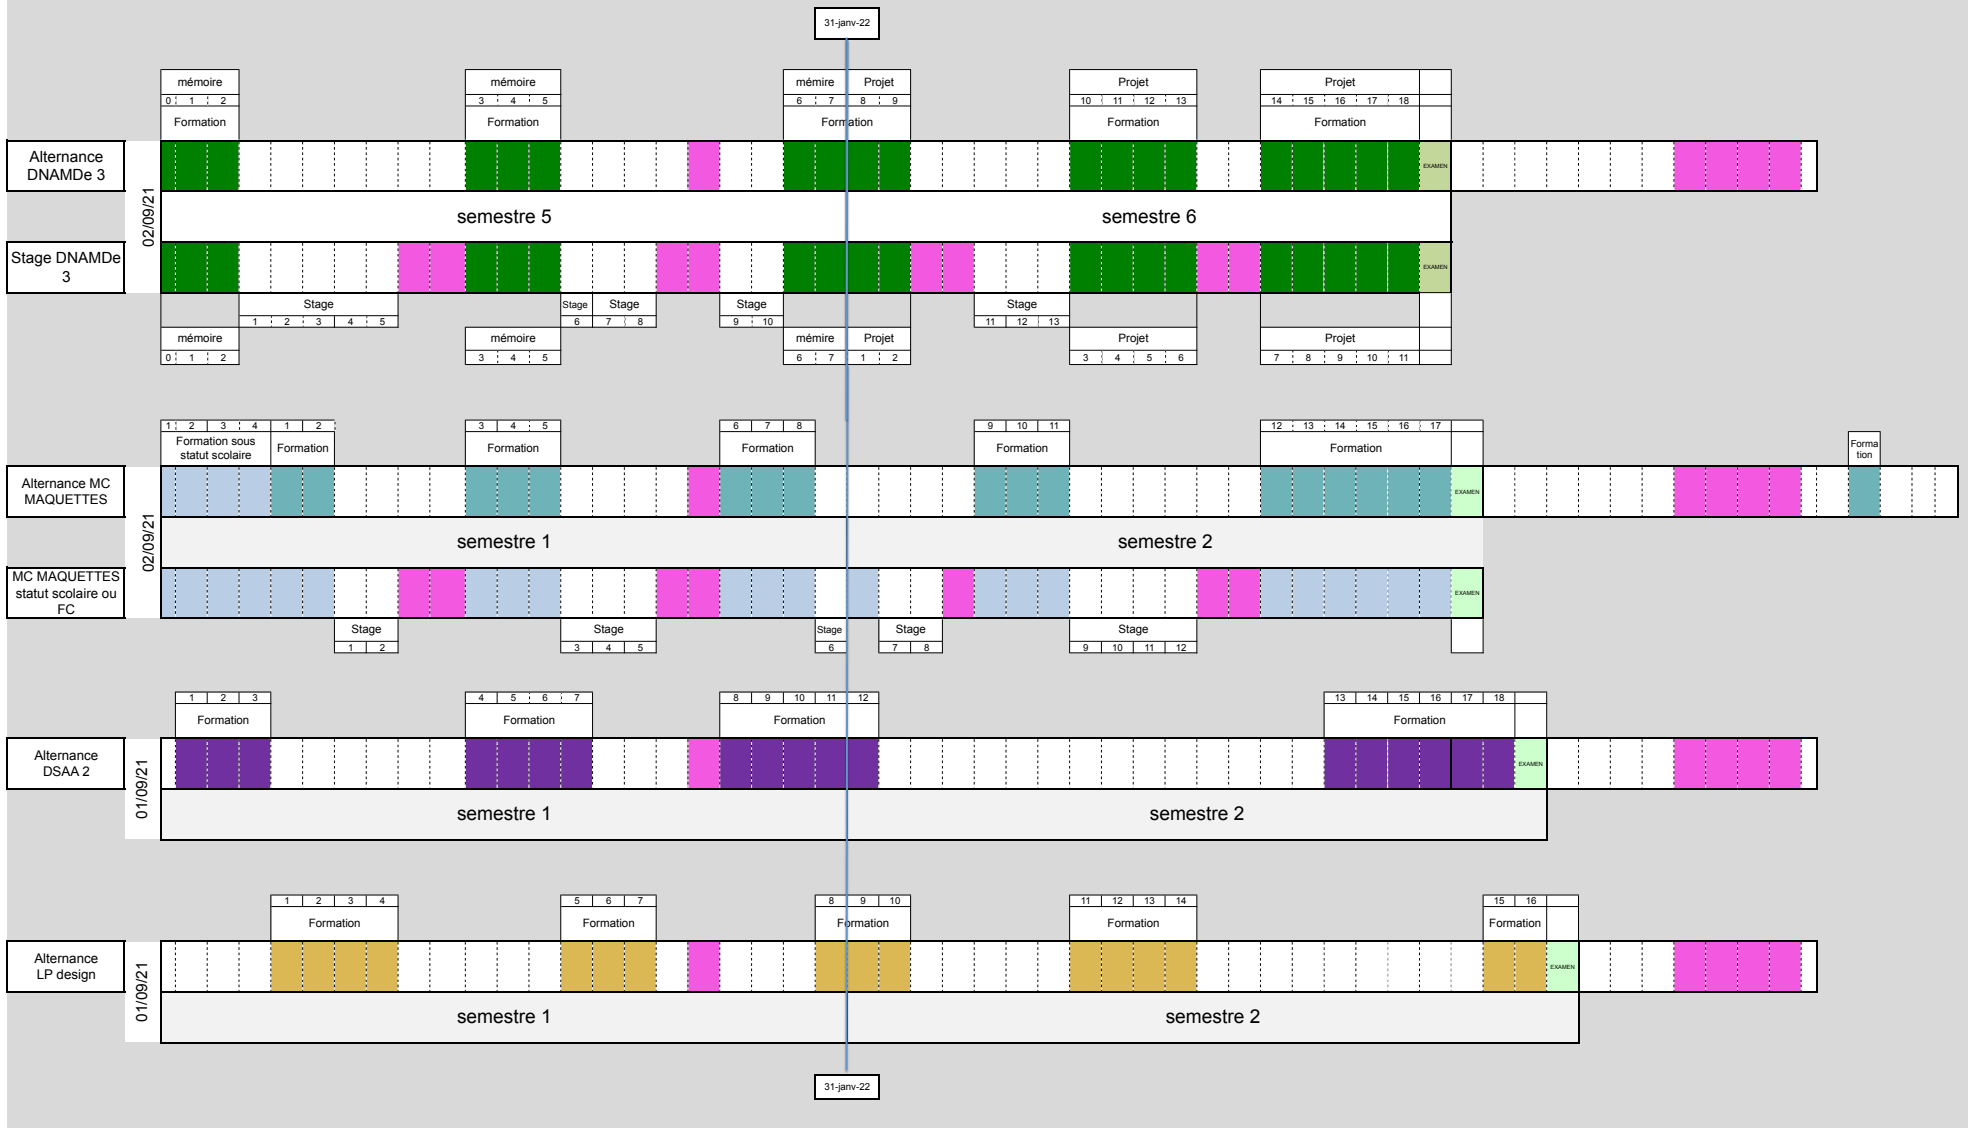 31-janv-22
mémoire mémoire mémire Projet Projet Projet
0 1 2 3 4 5 6 7 8 9 10 11 12 13 14 15 16 17 18
Formation Formation Formation Formation Formation
Alternance
DNAMDe 3
EXAMEN
02/09/21
semestre 5 semestre 6
Stage DNAMDe
3
EXAMEN
Stage Stage Stage Stage Stage
1 2 3 4 5 6 7 8 9 10 11 12 13
mémoire mémoire mémire Projet Projet Projet
0 1 2 3 4 5 6 7 1 2 3 4 5 6 7 8 9 10 11
1 2 3 4 1 2 3 4 5 6 7 8 9 10 11 12 13 14 15 16 17
Formation sous
statut scolaire
Formation Formation Formation Formation Formation
Forma
tion
Alternance MC
MAQUETTES
EXAMEN
02/09/21
semestre 1 semestre 2
MC MAQUETTES
statut scolaire ou
FC
EXAMEN
Stage Stage Stage Stage Stage
1 2 3 4 5 6 7 8 9 10 11 12
1 2 3 4 5 6 7 8 9 10 11 12 13 14 15 16 17 18
Formation Formation Formation Formation
Alternance
DSAA 2
EXAMEN
01/09/21
semestre 1 semestre 2
1 2 3 4 5 6 7 8 9 10 11 12 13 14 15 16
Formation Formation Formation Formation Formation
Alternance
LP design
EXAMEN
01/09/21
semestre 1 semestre 2
31-janv-22